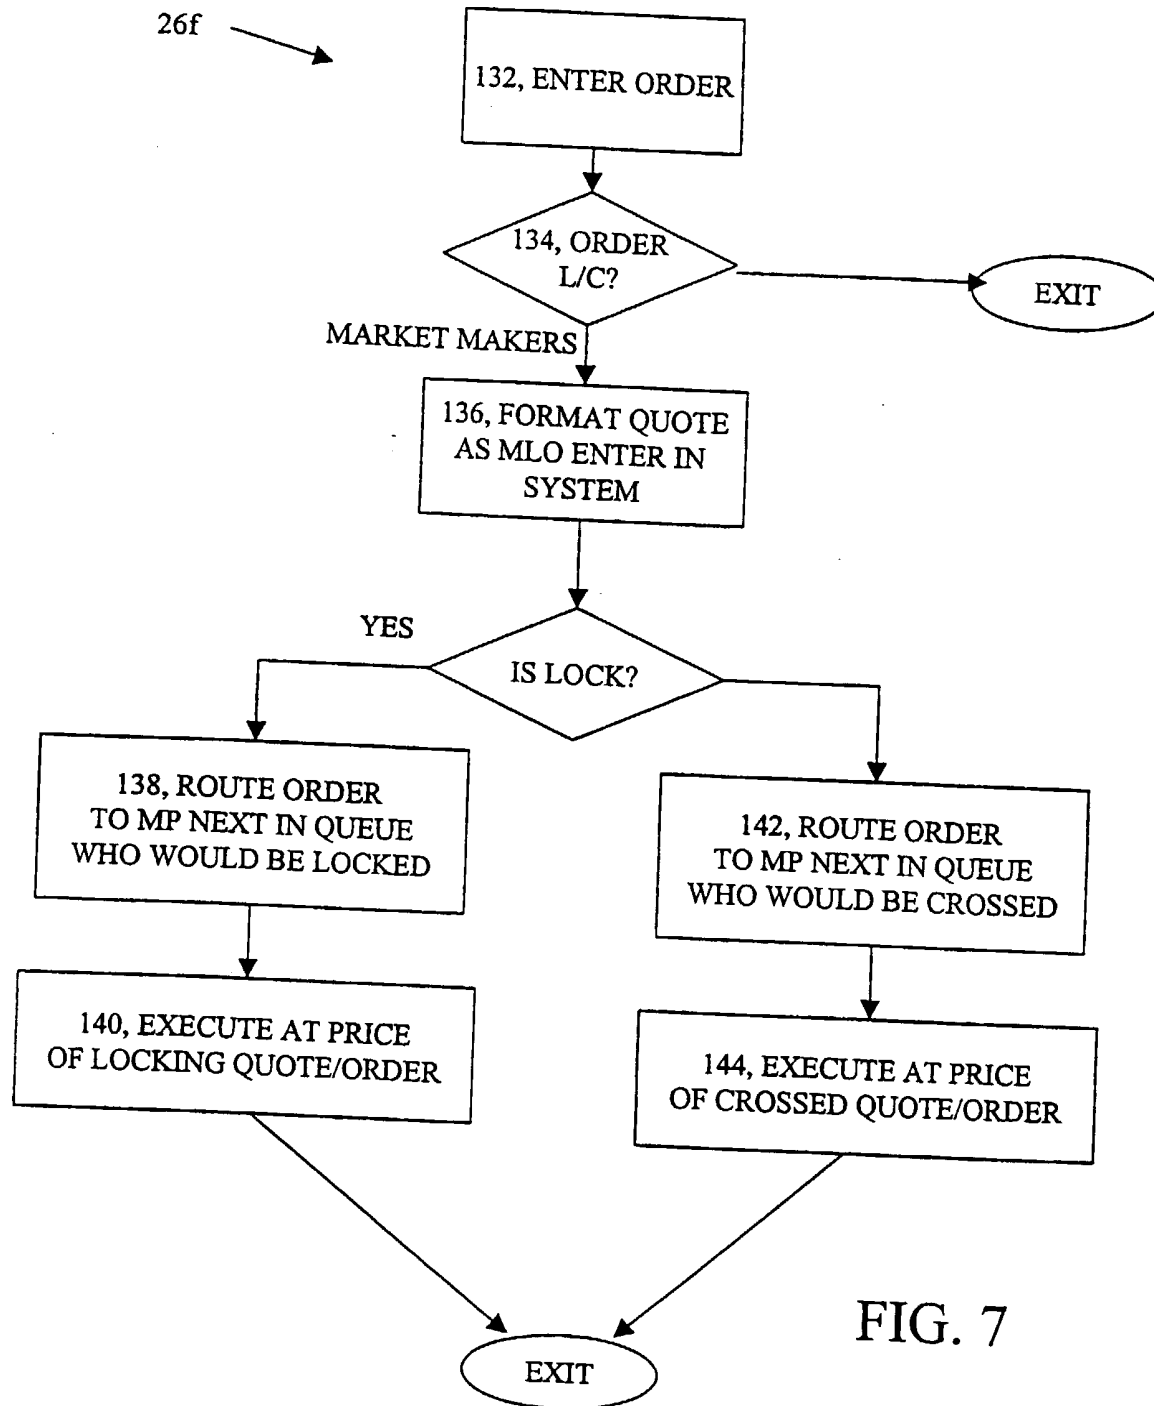 26f
132, ENTER ORDER
134, ORDER
L/C?
EXIT
MARKET MAKERS
136, FORMAT QUOTE
AS MLO ENTER IN
SYSTEM
YES
IS LOCK?
138, ROUTE ORDER
TO MP NEXT IN QUEUE
WHO WOULD BE LOCKED
142, ROUTE ORDER
TO MP NEXT IN QUEUE
WHO WOULD BE CROSSED
140, EXECUTE AT PRICE
OF LOCKING QUOTE/ORDER
144, EXECUTE AT PRICE
OF CROSSED QUOTE/ORDER
EXIT
FIG. 7